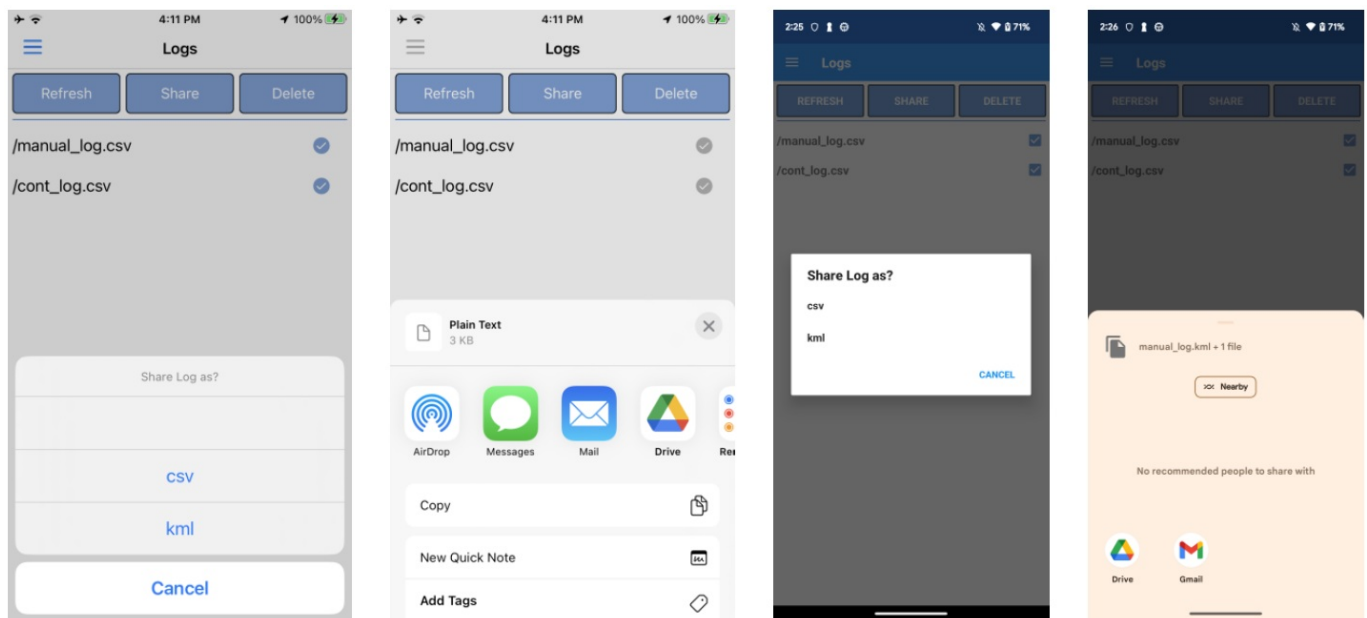 4:11 PM
100%
Logs
Refresh
Share
Delete
/manual_log.csv
/cont_log.csv
Share Log as?
csv
kml
Cancel
4:11 PM
100%
Logs
Refresh
Share
Delete
/manual_log.csv
/cont_log.csv
Plain Text
3 KB
AirDrop
Messages
Mail
Drive
Rei
Copy
New Quick Note
Add Tags
2:25
71%
Logs
REFRESH
SHARE
DELETE
/manual_log.csv
/cont_log.csv
Share Log as?
csv
kml
CANCEL
2:26
71%
Logs
REFRESH
SHARE
DELETE
/manual_log.csv
/cont_log.csv
manual_log.kml + 1 file
Nearby
No recommended people to share with
Drive
Gmail